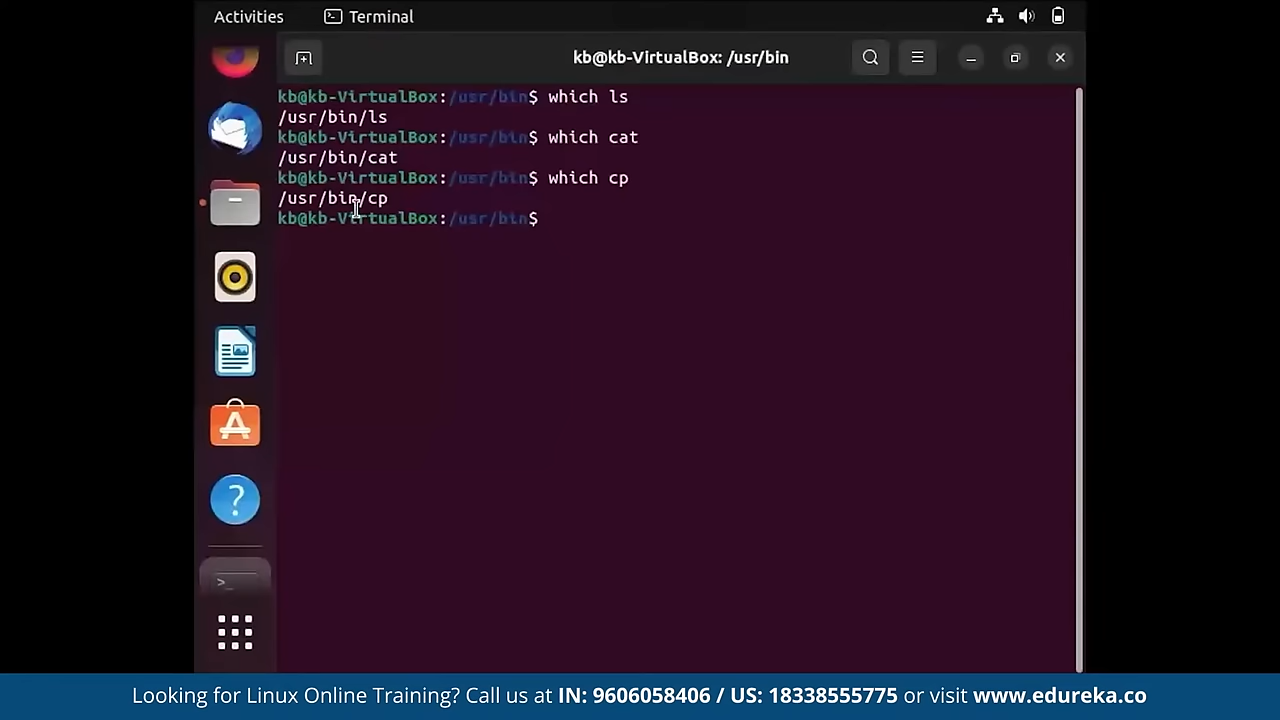 Activities Terminal
kb@kb-VirtualBox: /usr/bin
kb@kb-VirtualBox:/usr/bin$ which ls
/usr/bin/ls
kb@kb-VirtualBox:/usr/bin$ which cat
/usr/bin/cat
kb@kb-VirtualBox:/usr/bin$ which cp
/usr/bin/cp
kb@kb-VirtualBox:/usr/bin$
Looking for Linux Online Training? Call us at IN: 9606058406 / US: 18338555775 or visit www.edureka.co